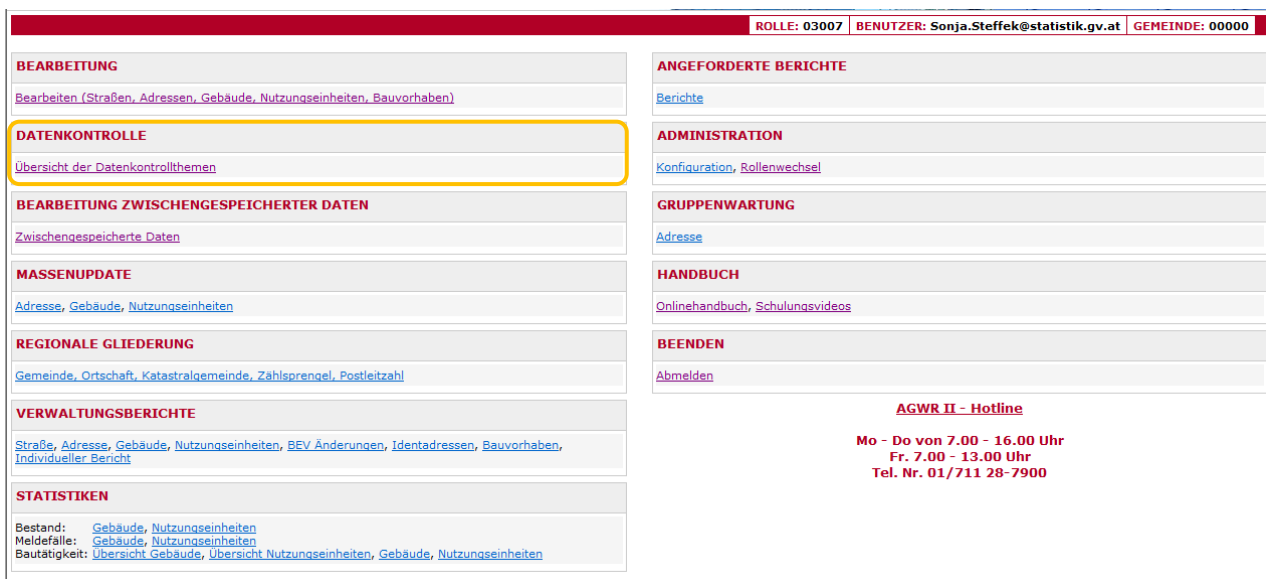 ROLLE: 03007 BENUTZER: Sonja.Steffek@statistik.gv.at GEMEINDE: 00000
BEARBEITUNG
Bearbeiten (Straßen, Adressen, Gebäude, Nutzungseinheiten, Bauvorhaben)
DATENKONTROLLE
Übersicht der Datenkontrollthemen
BEARBEITUNG ZWISCHENGESPEICHERTER DATEN
Zwischengespeicherte Daten
MASSENUPDATE
Adresse, Gebäude, Nutzungseinheiten
REGIONALE GLIEDERUNG
Gemeinde, Ortschaft, Katastralgemeinde, Zählsprengel, Postleitzahl
VERWALTUNGSBERICHTE
Straße, Adresse, Gebäude, Nutzungseinheiten, BEV Änderungen, Identadressen, Bauvorhaben,
Individueller Bericht
STATISTIKEN
Bestand: Gebäude, Nutzungseinheiten
Meldefälle: Gebäude, Nutzungseinheiten
Bautätigkeit: Übersicht Gebäude, Übersicht Nutzungseinheiten, Gebäude, Nutzungseinheiten
ANGEFORDERTE BERICHTE
Berichte
ADMINISTRATION
Konfiguration, Rollenwechsel
GRUPPENWARTUNG
Adresse
HANDBUCH
Onlinehandbuch, Schulungsvideos
BEENDEN
Abmelden
AGWR II - Hotline
Mo - Do von 7.00 - 16.00 Uhr
Fr. 7.00 - 13.00 Uhr
Tel. Nr. 01/711 28-7900